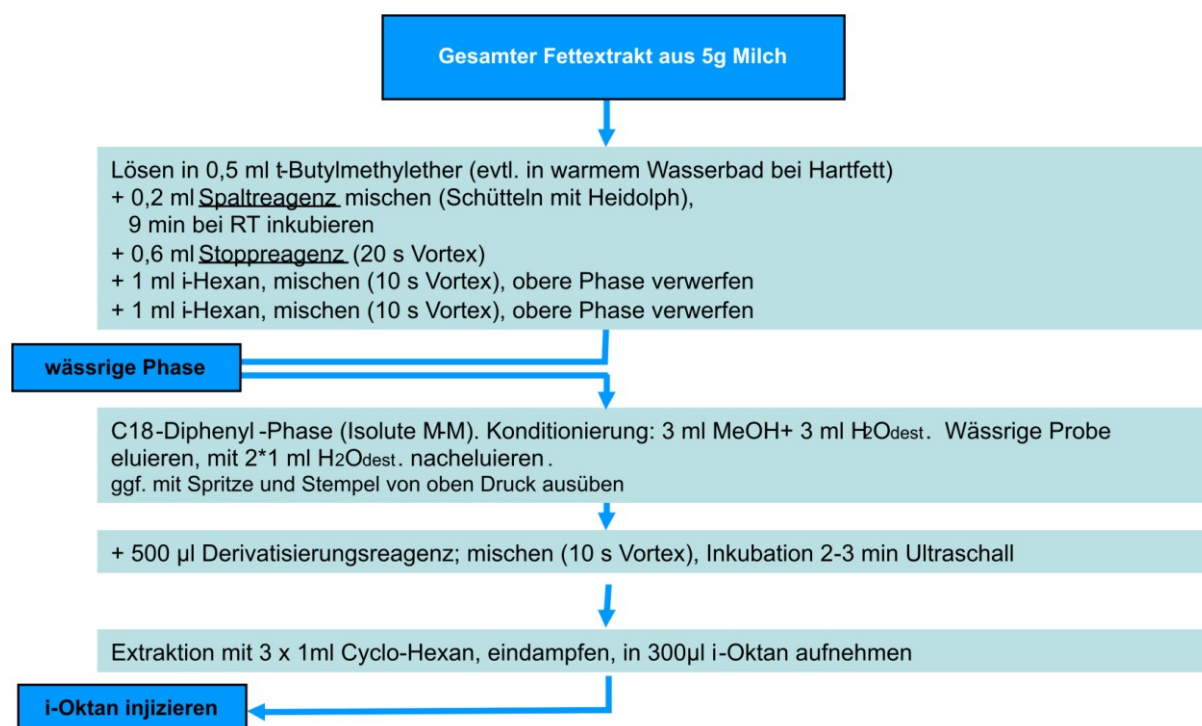 Gesamter Fettextrakt aus 5g Milch
Lösen in 0,5 ml t-Butylmethylether (evtl. in warmem Wasserbad bei Hartfett)
+ 0,2 ml Spaltreagenz mischen (Schütteln mit Heidolph),
9 min bei RT inkubieren
+ 0,6 ml Stoppreagenz (20 s Vortex)
+ 1 ml i-Hexan, mischen (10 s Vortex), obere Phase verwerfen
+ 1 ml i-Hexan, mischen (10 s Vortex), obere Phase verwerfen
wässrige Phase
C18-Diphenyl-Phase (Isolute M-M). Konditionierung: 3 ml MeOH+ 3 ml H2Odest. Wässrige Probe
eluieren, mit 2*1 ml H2Odest. nacheluieren.
ggf. mit Spritze und Stempel von oben Druck ausüben
+ 500 µl Derivatisierungsreagenz; mischen (10 s Vortex), Inkubation 2-3 min Ultraschall
Extraktion mit 3 x 1ml Cyclo-Hexan, eindampfen, in 300µl i-Oktan aufnehmen
i-Oktan injizieren